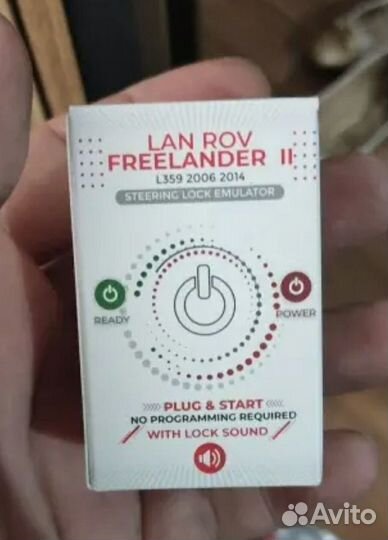 LAN ROV
FREELANDER II
L359 2006 2014
STEERING LOCK EMULATOR
READY
POWER
PLUG & START
NO PROGRAMMING REQUIRED
WITH LOCK SOUND
Avito